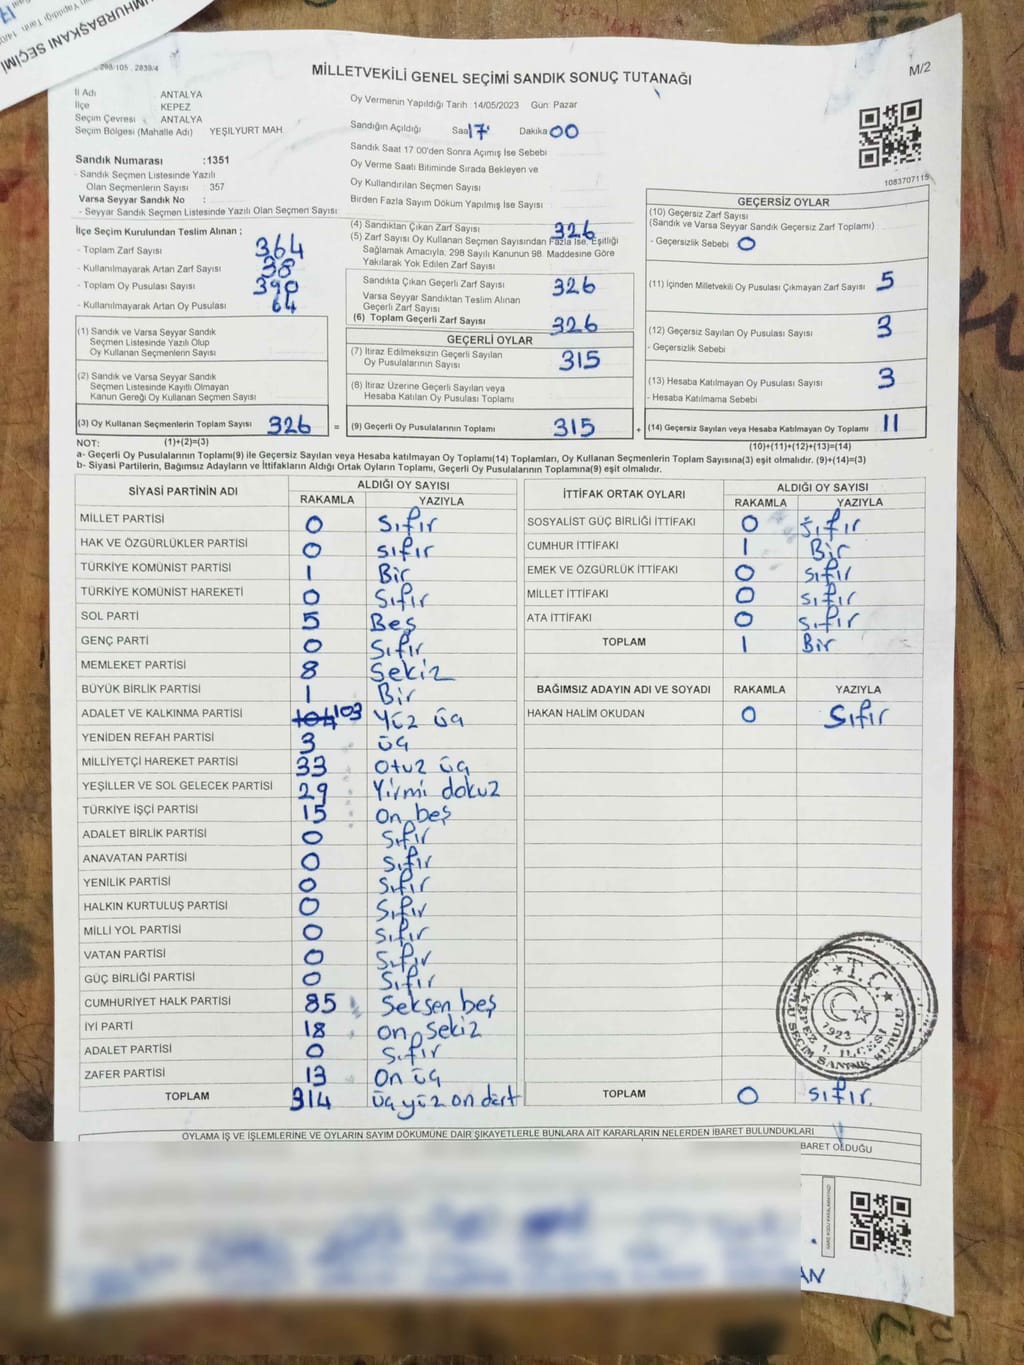 MHURBAŞKANI SEÇİMİ
298/105 2839/4
MİLLETVEKİLİ GENEL SEÇİMİ SANDIK SONUÇ TUTANAĞI
M/2
İl Adı ANTALYA
İlçe KEPEZ
Seçim Çevresi ANTALYA
Seçim Bölgesi (Mahalle Adı) YEŞİLYURT MAH
Sandık Numarası :1351
- Sandık Seçmen Listesinde Yazılı
Olan Seçmenlerin Sayısı : 357
Varsa Seyyar Sandık No :
- Seyyar Sandık Seçmen Listesinde Yazılı Olan Seçmen Sayısı
Oy Vermenin Yapıldığı Tarih 14/05/2023 Gün Pazar
Sandığın Açıldığı Saat 17 Dakika 00
Sandık Saat 17 00'den Sonra Açımış İse Sebebi
Oy Verme Saati Bitiminde Sırada Bekleyen ve
Oy Kullandırılan Seçmen Sayısı
Birden Fazla Sayım Döküm Yapılmış İse Sayısı
1083707115
İlçe Seçim Kurulundan Teslim Alınan ;
- Toplam Zarf Sayısı 364
- Kullanılmayarak Artan Zarf Sayısı 38
- Toplam Oy Pusulası Sayısı 390
- Kullanılmayarak Artan Oy Pusulası 64
(1) Sandık ve Varsa Seyyar Sandık
Seçmen Listesinde Yazılı Olup
Oy Kullanan Seçmenlerin Sayısı
(2) Sandık ve Varsa Seyyar Sandık
Seçmen Listesinde Kayıtlı Olmayan
Kanun Gereği Oy Kullanan Seçmen Sayısı
(3) Oy Kullanan Seçmenlerin Toplam Sayısı 326 =
(4) Sandıktan Çıkan Zarf Sayısı 326
(5) Zarf Sayısı Oy Kullanan Seçmen Sayısından Fazla İse, Eşitliği
Sağlamak Amacıyla, 298 Sayılı Kanunun 98. Maddesine Göre
Yakılarak Yok Edilen Zarf Sayısı
Sandıkta Çıkan Geçerli Zarf Sayısı 326
Varsa Seyyar Sandıktan Teslim Alınan
Geçerli Zarf Sayısı
(6) Toplam Geçerli Zarf Sayısı 326
GEÇERLİ OYLAR
(7) İtiraz Edilmeksizin Geçerli Sayılan
Oy Pusulalarının Sayısı 315
(8) İtiraz Üzerine Geçerli Sayılan veya
Hesaba Katılan Oy Pusulası Toplamı
(9) Geçerli Oy Pusulalarının Toplamı 315 +
GEÇERSİZ OYLAR
(10) Geçersiz Zarf Sayısı
(Sandık ve Varsa Seyyar Sandık Geçersiz Zarf Toplamı)
- Geçersizlik Sebebi 0
(11) İçinden Milletvekili Oy Pusulası Çıkmayan Zarf Sayısı 5
(12) Geçersiz Sayılan Oy Pusulası Sayısı 3
- Geçersizlik Sebebi
(13) Hesaba Katılmayan Oy Pusulası Sayısı 3
- Hesaba Katılmama Sebebi
(14) Geçersiz Sayılan veya Hesaba Katılmayan Oy Toplamı 11
NOT: (1)+(2)=(3) (10)+(11)+(12)+(13)=(14)
a- Geçerli Oy Pusulalarının Toplamı(9) ile Geçersiz Sayılan veya Hesaba katılmayan Oy Toplamı(14) Toplamları, Oy Kullanan Seçmenlerin Toplam Sayısına(3) eşit olmalıdır. (9)+(14)=(3)
b- Siyasi Partilerin, Bağımsız Adayların ve İttifakların Aldığı Ortak Oyların Toplamı, Geçerli Oy Pusulalarının Toplamına(9) eşit olmalıdır.
SİYASİ PARTİNİN ADI ALDIĞI OY SAYISI
RAKAMLA YAZIYLA
MİLLET PARTİSİ 0 Sıfır
HAK VE ÖZGÜRLÜKLER PARTİSİ 0 Sıfır
TÜRKİYE KOMÜNİST PARTİSİ 1 Bir
TÜRKİYE KOMÜNİST HAREKETİ 0 Sıfır
SOL PARTİ 5 Beş
GENÇ PARTİ 0 Sıfır
MEMLEKET PARTİSİ 8 Sekiz
BÜYÜK BİRLİK PARTİSİ 1 Bir
ADALET VE KALKINMA PARTİSİ 104 103 Yüz üç
YENİDEN REFAH PARTİSİ 3 üç
MİLLİYETÇİ HAREKET PARTİSİ 33 Otuz üç
YEŞİLLER VE SOL GELECEK PARTİSİ 29 Yirmi dokuz
TÜRKİYE İŞÇİ PARTİSİ 15 On beş
ADALET BİRLİK PARTİSİ 0 Sıfır
ANAVATAN PARTİSİ 0 Sıfır
YENİLİK PARTİSİ 0 Sıfır
HALKIN KURTULUŞ PARTİSİ 0 Sıfır
MİLLİ YOL PARTİSİ 0 Sıfır
VATAN PARTİSİ 0 Sıfır
GÜÇ BİRLİĞİ PARTİSİ 0 Sıfır
CUMHURİYET HALK PARTİSİ 85 Seksen beş
İYİ PARTİ 18 on sekiz
ADALET PARTİSİ 0 Sıfır
ZAFER PARTİSİ 13 On üç
TOPLAM 314 üç yüz on dört
İTTİFAK ORTAK OYLARI ALDIĞI OY SAYISI
RAKAMLA YAZIYLA
SOSYALİST GÜÇ BİRLİĞİ İTTİFAKI 0 Sıfır
CUMHUR İTTİFAKI 1 Bir
EMEK VE ÖZGÜRLÜK İTTİFAKI 0 Sıfır
MİLLET İTTİFAKI 0 Sıfır
ATA İTTİFAKI 0 Sıfır
TOPLAM 1 Bir
BAĞIMSIZ ADAYIN ADI VE SOYADI RAKAMLA YAZIYLA
HAKAN HALİM OKUDAN 0 Sıfır
T.C.
1923
KEPEZ 1. İLÇESİ
SEÇİM SANDIK KURULU
TOPLAM 0 Sıfır
OYLAMA İŞ VE İŞLEMLERİNE VE OYLARIN SAYIM DÖKÜMÜNE DAİR ŞİKAYETLERLE BUNLARA AİT KARARLARIN NELERDEN İBARET BULUNDUKLARI
BARET OLDUĞU
AN